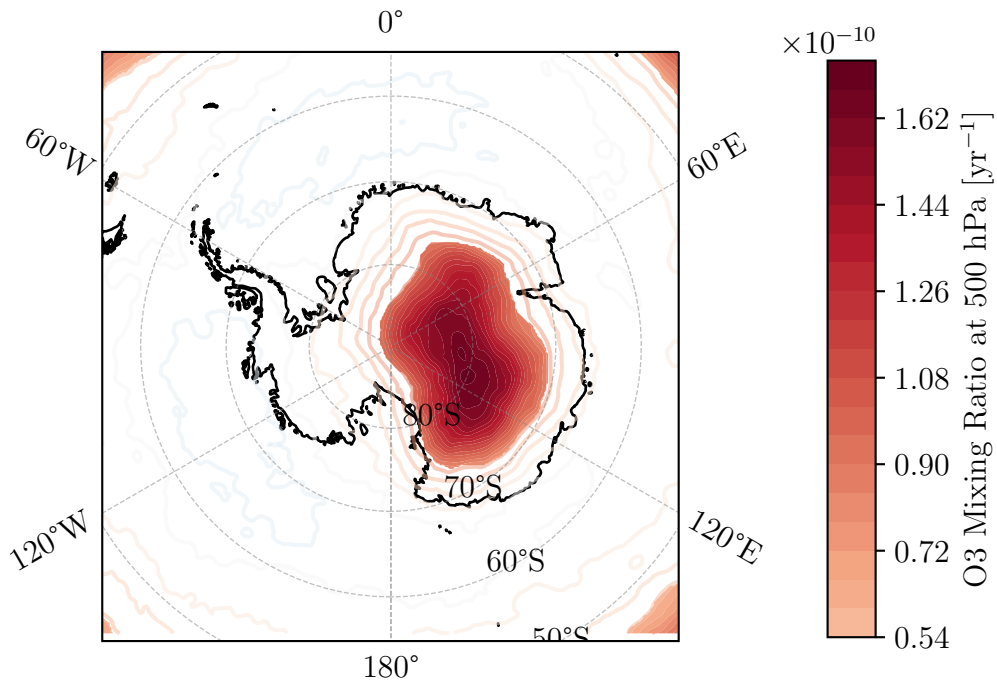 0°
×10⁻¹⁰
60°W
60°E
1.62
1.44
1.26
1.08
0.90
0.72
0.54
O3 Mixing Ratio at 500 hPa [yr⁻¹]
80°S
70°S
60°S
50°S
120°W
120°E
180°